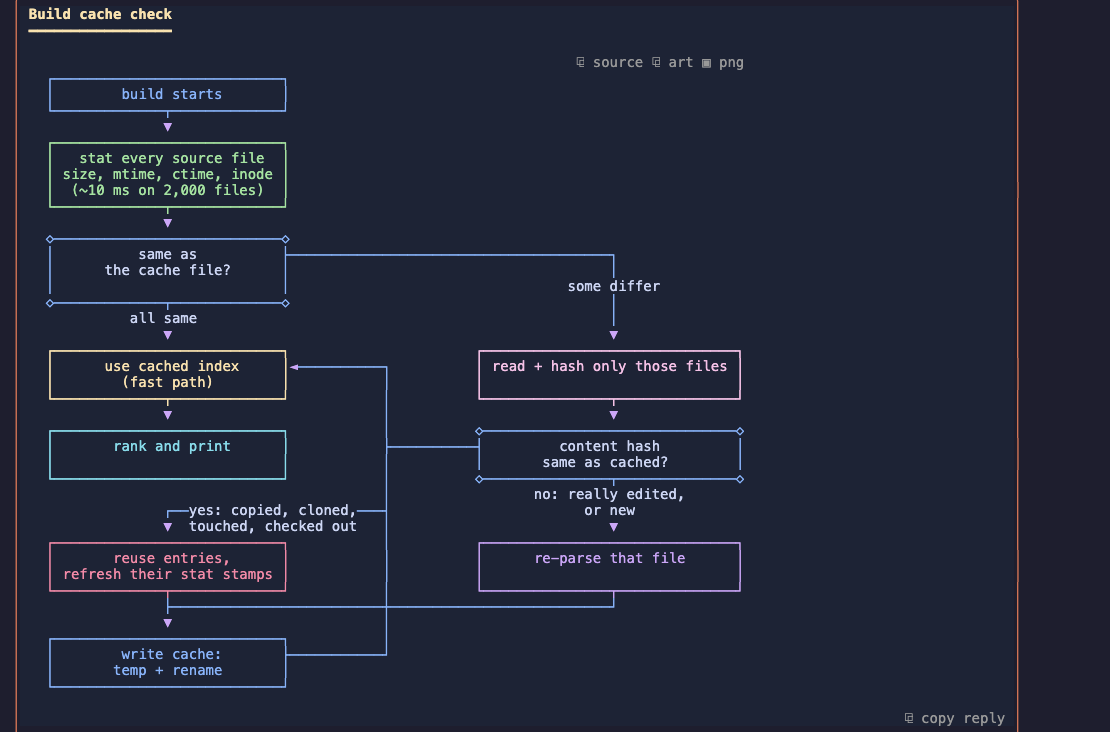 Build cache check
source art png
build starts
stat every source file
size, mtime, ctime, inode
(~10 ms on 2,000 files)
same as
the cache file?
some differ
all same
use cached index
(fast path)
read + hash only those files
rank and print
content hash
same as cached?
no: really edited,
or new
yes: copied, cloned,
touched, checked out
reuse entries,
refresh their stat stamps
re-parse that file
write cache:
temp + rename
copy reply